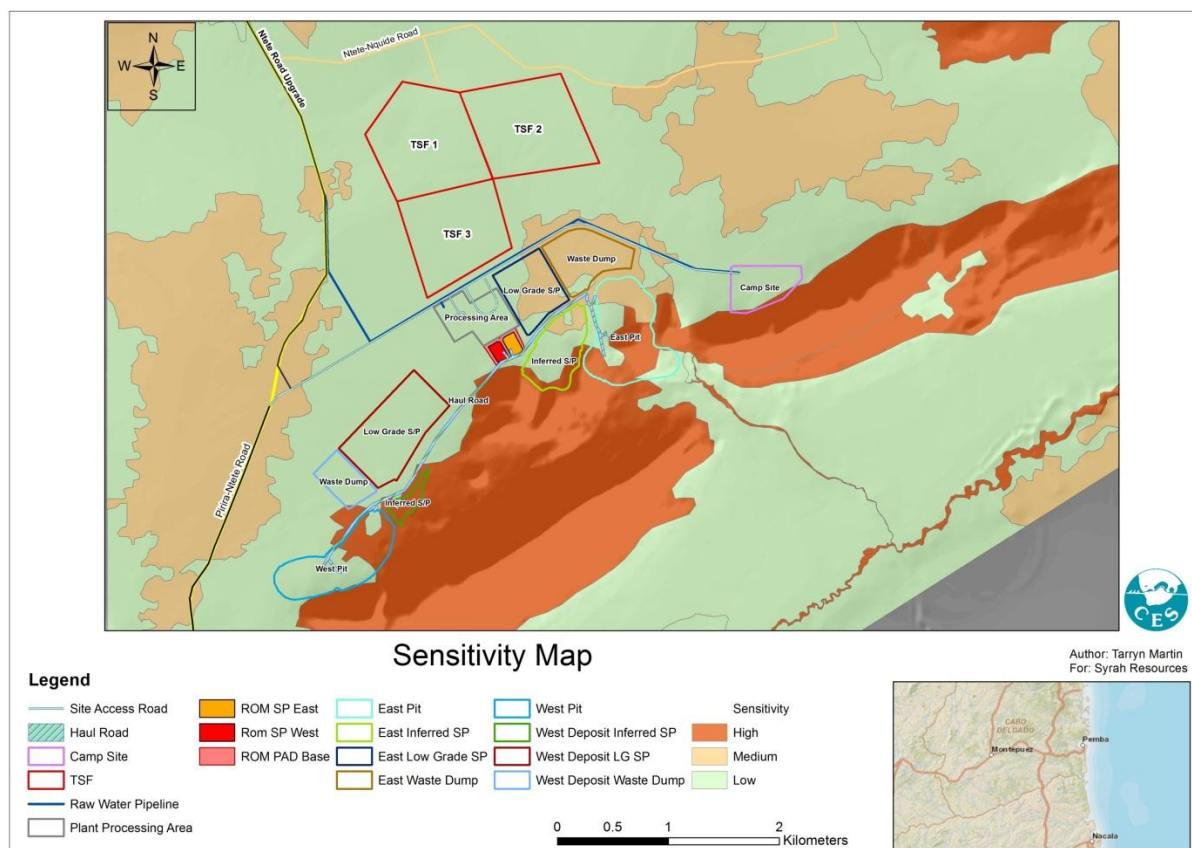 N
W E
S
Ntete Road Upgrade
Ntete-Nquide Road
TSF 1
TSF 2
TSF 3
Waste Dump
Low Grade S/P
Camp Site
Processing Area
East Pit
Inferred S/P
Haul Road
Low Grade S/P
Pirira-Ntete Road
Waste Dump
Inferred S/P
West Pit
CES
Sensitivity Map
Author: Tarryn Martin
For: Syrah Resources
Legend
Site Access Road
Haul Road
Camp Site
TSF
Raw Water Pipeline
Plant Processing Area
ROM SP East
Rom SP West
ROM PAD Base
East Pit
East Inferred SP
East Low Grade SP
East Waste Dump
West Pit
West Deposit Inferred SP
West Deposit LG SP
West Deposit Waste Dump
Sensitivity
High
Medium
Low
0 0.5 1 2
Kilometers
CABO
DELGADO
Pemba
Montepuez
Nacala